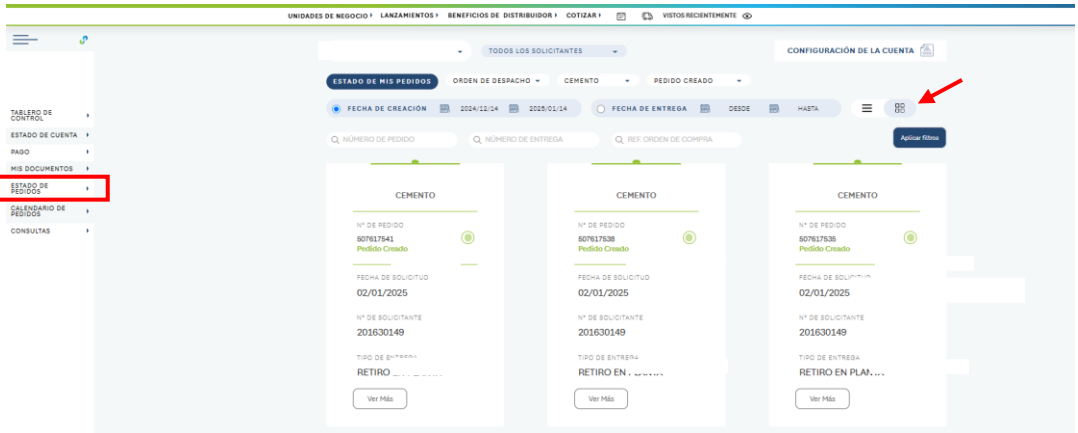 UNIDADES DE NEGOCIO LANZAMIENTOS BENEFICIOS DE DISTRIBUIDOR COTIZAR VISTOS RECIENTEMENTE
TODOS LOS SOLICITANTES CONFIGURACIÓN DE LA CUENTA
ESTADO DE MIS PEDIDOS ORDEN DE DESPACHO CEMENTO PEDIDO CREADO
FECHA DE CREACIÓN 2024/12/14 2025/01/14 FECHA DE ENTREGA DESDE HASTA
NÚMERO DE PEDIDO NÚMERO DE ENTREGA REF. ORDEN DE COMPRA Aplicar filtros
TABLERO DE
CONTROL
ESTADO DE CUENTA
PAGO
MIS DOCUMENTOS
ESTADO DE
PEDIDOS
CALENDARIO DE
PEDIDOS
CONSULTAS
CEMENTO
N° DE PEDIDO
507617541
Pedido Creado
FECHA DE SOLICITUD
02/01/2025
N° DE SOLICITANTE
201630149
TIPO DE
RETIRO
Ver Más
CEMENTO
N° DE PEDIDO
507617538
Pedido Creado
FECHA DE SOLICITUD
02/01/2025
N° DE SOLICITANTE
201630149
TIPO DE ENTREGA
RETIRO EN
Ver Más
CEMENTO
N° DE PEDIDO
507617535
Pedido Creado
FECHA DE
02/01/2025
N° DE SOLICITANTE
201630149
TIPO DE ENTREGA
RETIRO EN
Ver Más